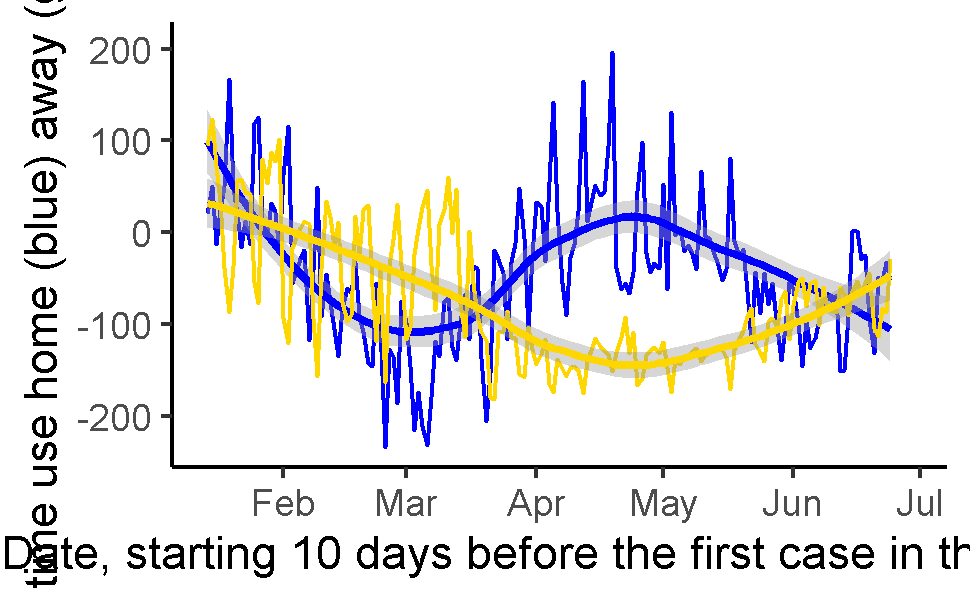 time use home (blue) away (
200
100
0
-100
-200
Feb Mar Apr May Jun Jul
Date, starting 10 days before the first case in th